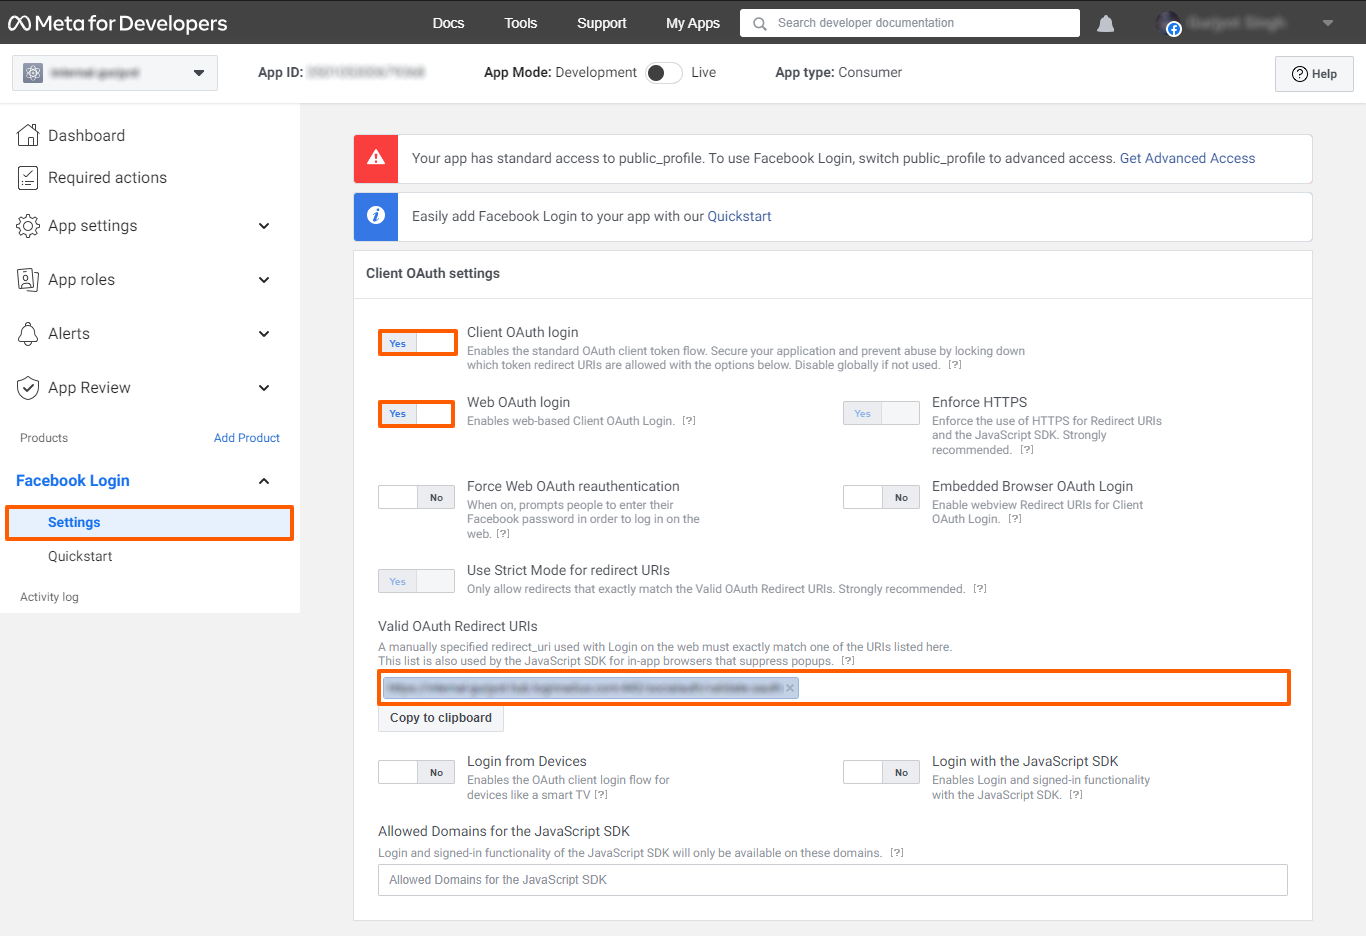 Meta for Developers
Docs
Tools
Support
My Apps
Search developer documentation
App ID:
App Mode: Development
Live
App type: Consumer
Help
Dashboard
Required actions
App settings
App roles
Alerts
App Review
Products
Add Product
Facebook Login
Settings
Quickstart
Activity log
Your app has standard access to public_profile. To use Facebook Login, switch public_profile to advanced access. Get Advanced Access
Easily add Facebook Login to your app with our Quickstart
Client OAuth settings
Yes
Client OAuth login
Enables the standard OAuth client token flow. Secure your application and prevent abuse by locking down
which token redirect URIs are allowed with the options below. Disable globally if not used. [?]
Yes
Web OAuth login
Enables web-based Client OAuth Login. [?]
Yes
Enforce HTTPS
Enforce the use of HTTPS for Redirect URIs
and the JavaScript SDK. Strongly
recommended. [?]
No
Force Web OAuth reauthentication
When on, prompts people to enter their
Facebook password in order to log in on the
web. [?]
No
Embedded Browser OAuth Login
Enable webview Redirect URIs for Client
OAuth Login. [?]
Yes
Use Strict Mode for redirect URIs
Only allow redirects that exactly match the Valid OAuth Redirect URIs. Strongly recommended. [?]
Valid OAuth Redirect URIs
A manually specified redirect_uri used with Login on the web must exactly match one of the URIs listed here.
This list is also used by the JavaScript SDK for in-app browsers that suppress popups. [?]
Copy to clipboard
No
Login from Devices
Enables the OAuth client login flow for
devices like a smart TV [?]
No
Login with the JavaScript SDK
Enables Login and signed-in functionality
with the JavaScript SDK. [?]
Allowed Domains for the JavaScript SDK
Login and signed-in functionality of the JavaScript SDK will only be available on these domains. [?]
Allowed Domains for the JavaScript SDK